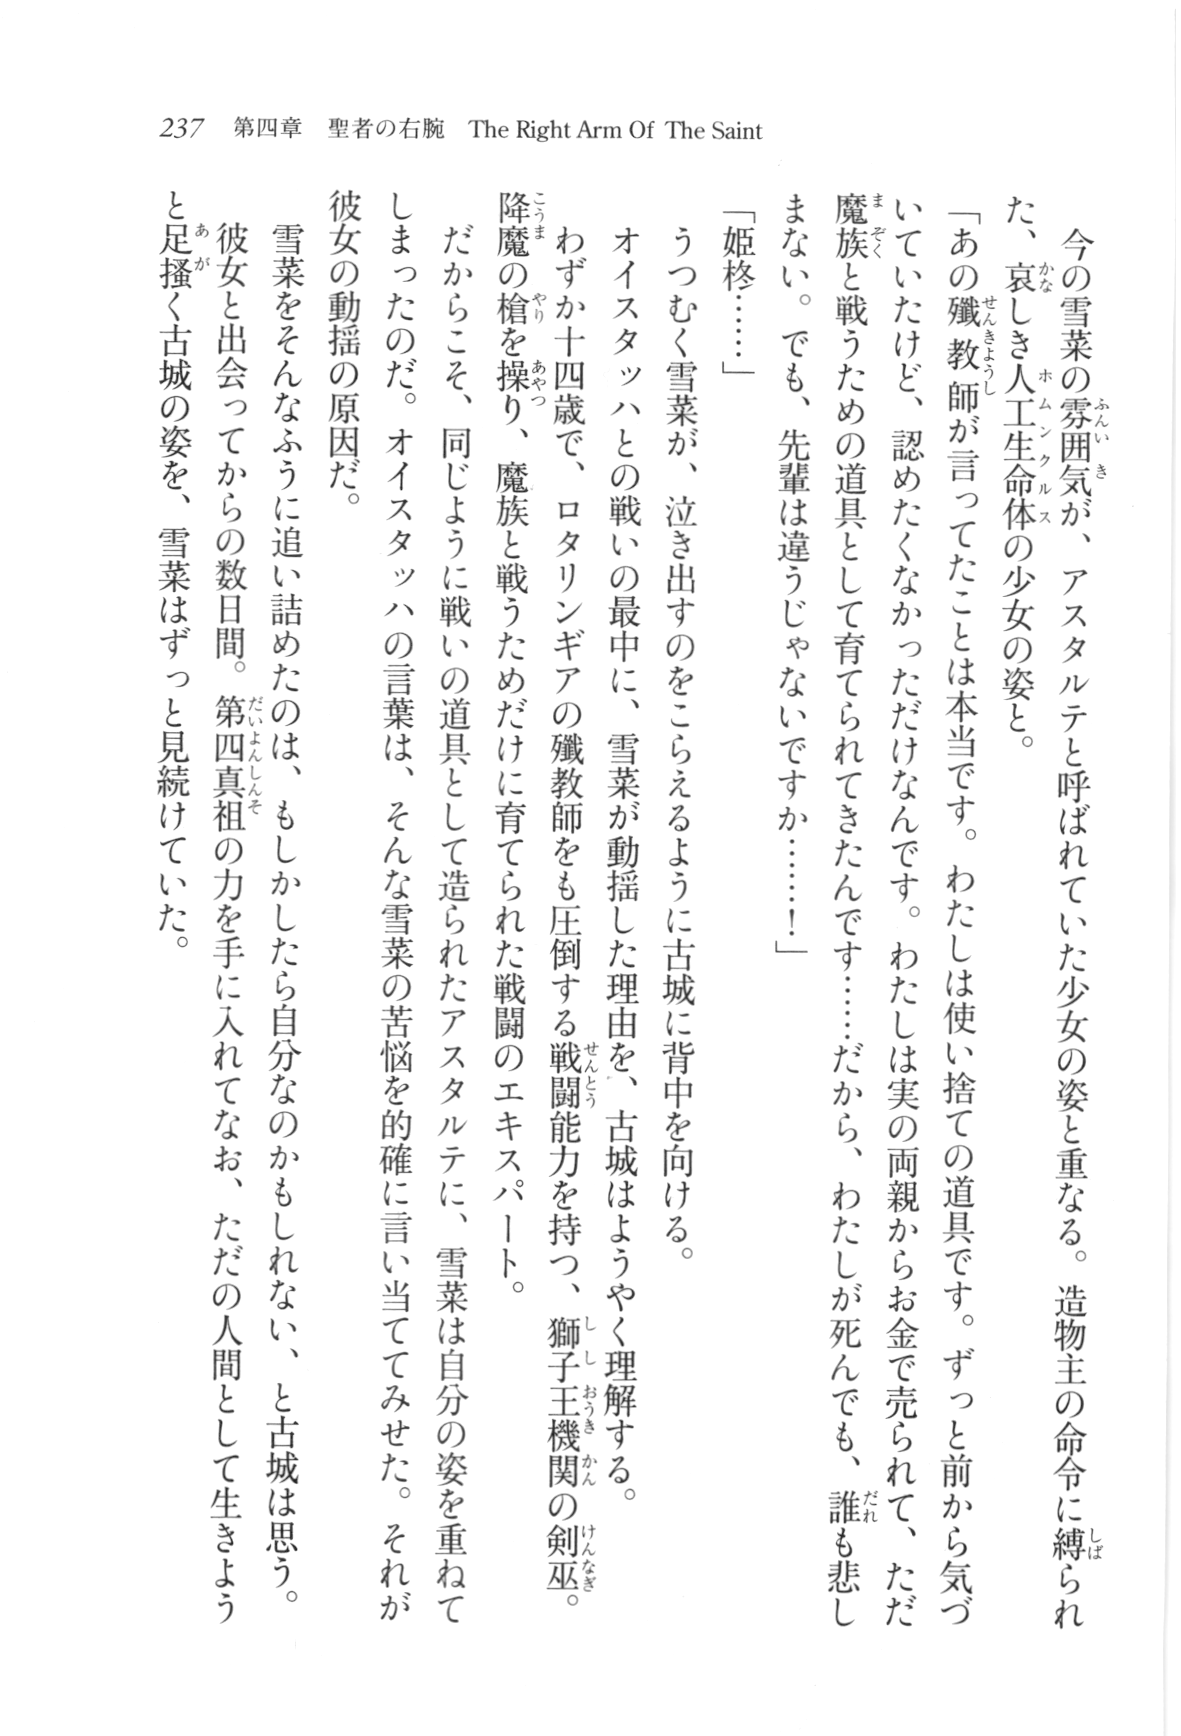 237　第四章　聖者の右腕　The Right Arm Of The Saint
今の雪菜の雰囲気が、アスタルテと呼ばれていた少女の姿と重なる。造物主の命令に縛られ
た、哀しき人工生命体の少女の姿と。
「あの殲教師が言ってたことは本当です。わたしは使い捨ての道具です。ずっと前から気づ
いていたけど、認めたくなかっただけなんです。わたしは実の両親からお金で売られて、ただ
魔族と戦うための道具として育てられてきたんです……だから、わたしが死んでも、誰も悲し
まない。でも、先輩は違うじゃないですか……！」
「姫柊……」
うつむく雪菜が、泣き出すのをこらえるように古城に背中を向ける。
オイスタッハとの戦いの最中に、雪菜が動揺した理由を、古城はようやく理解する。
わずか十四歳で、ロタリンギアの殲教師をも圧倒する戦闘能力を持つ、獅子王機関の剣巫。
降魔の槍を操り、魔族と戦うためだけに育てられた戦闘のエキスパート。
だからこそ、同じように戦いの道具として造られたアスタルテに、雪菜は自分の姿を重ねて
しまったのだ。オイスタッハの言葉は、そんな雪菜の苦悩を的確に言い当ててみせた。それが
彼女の動揺の原因だ。
雪菜をそんなふうに追い詰めたのは、もしかしたら自分なのかもしれない、と古城は思う。
彼女と出会ってからの数日間。第四真祖の力を手に入れてなお、ただの人間として生きよう
と足掻く古城の姿を、雪菜はずっと見続けていた。